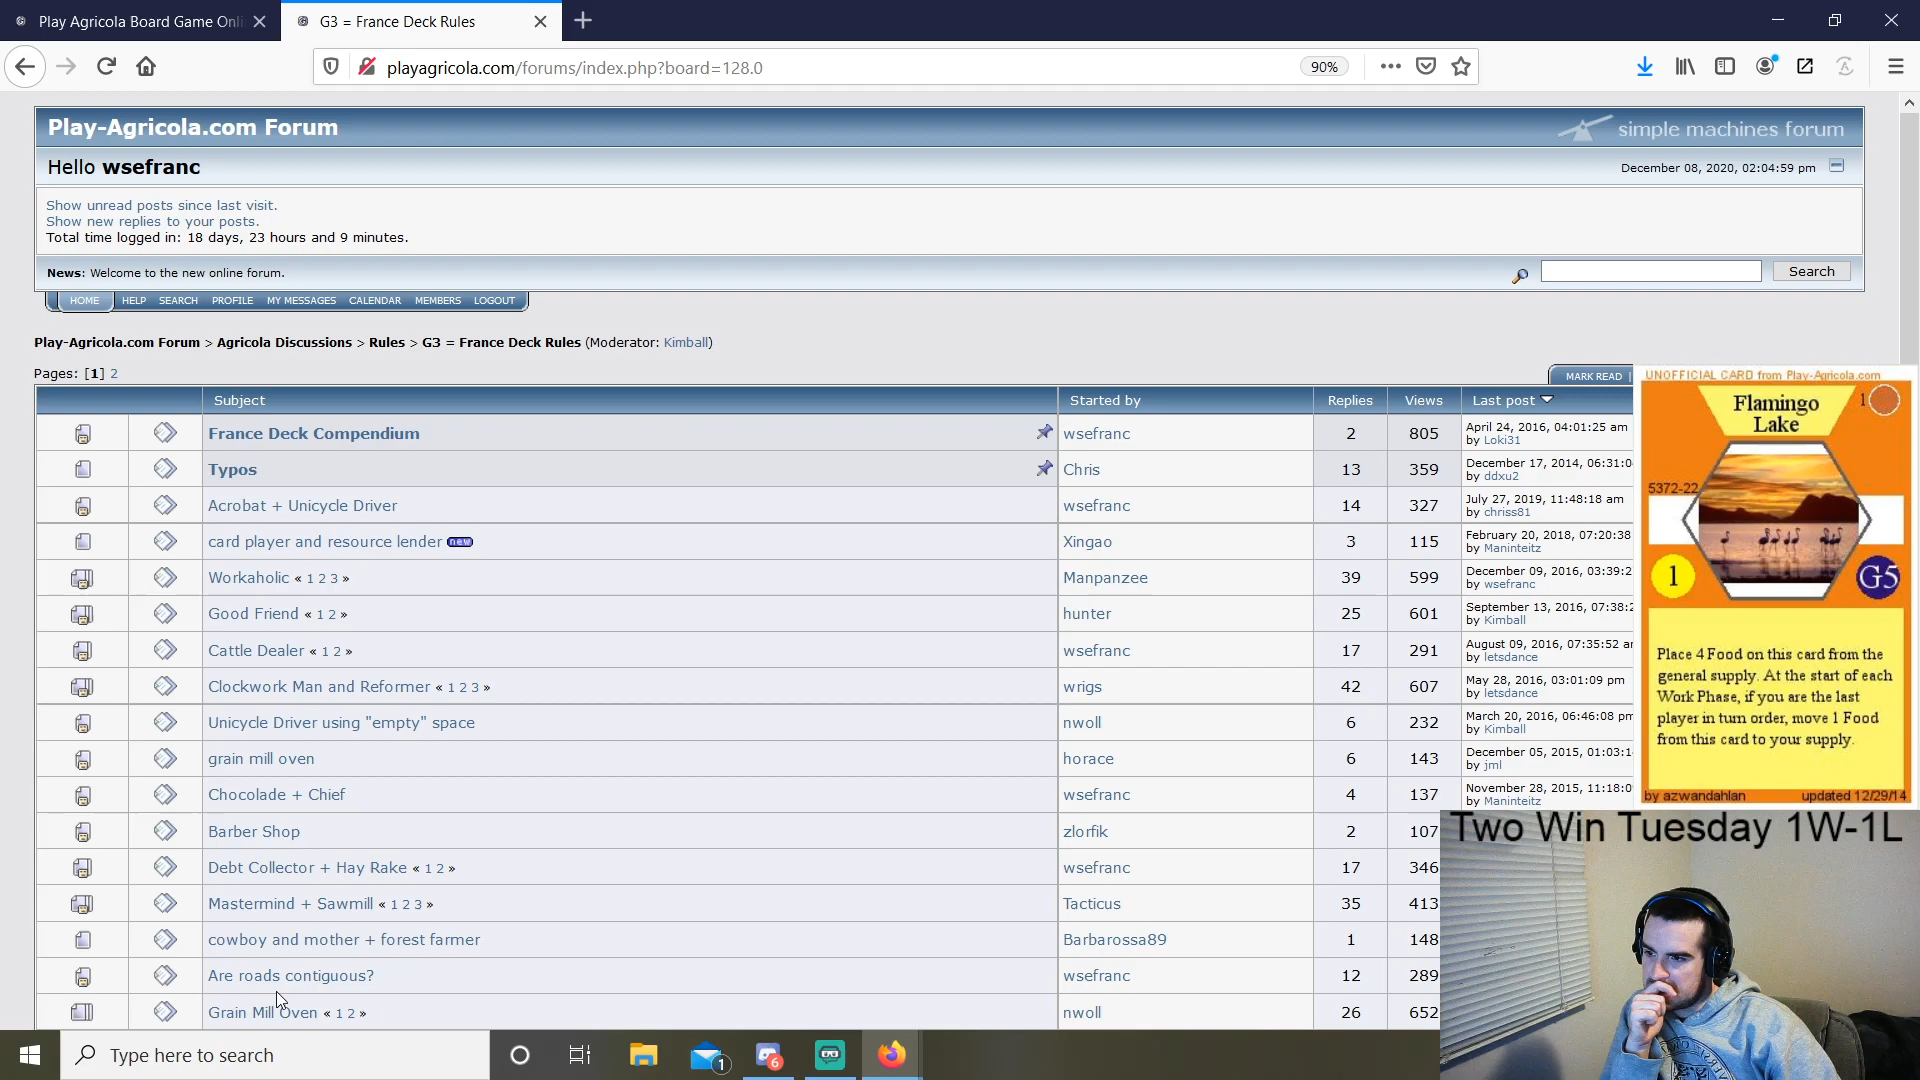 Play Agricola Board Game Onli
G3 = France Deck Rules
playagricola.com/forums/index.php?board=128.0
90%
Play-Agricola.com Forum
simple machines forum
Hello wsefranc
December 08, 2020, 02:04:59 pm
Show unread posts since last visit.
Show new replies to your posts.
Total time logged in: 18 days, 23 hours and 9 minutes.
News: Welcome to the new online forum.
Search
HOME HELP SEARCH PROFILE MY MESSAGES CALENDAR MEMBERS LOGOUT
Play-Agricola.com Forum > Agricola Discussions > Rules > G3 = France Deck Rules (Moderator: Kimball)
Pages: [1] 2
MARK READ
Subject Started by Replies Views Last post
France Deck Compendium wsefranc 2 805 April 24, 2016, 04:01:25 am
by Loki31
Typos Chris 13 359 December 17, 2014, 06:31:0
by ddxu2
Acrobat + Unicycle Driver wsefranc 14 327 July 27, 2019, 11:48:18 am
by chriss81
card player and resource lender new Xingao 3 115 February 20, 2018, 07:20:38
by Maninteitz
Workaholic « 1 2 3 » Manpanzee 39 599 December 09, 2016, 03:39:2
by wsefranc
Good Friend « 1 2 » hunter 25 601 September 13, 2016, 07:38:2
by Kimball
Cattle Dealer « 1 2 » wsefranc 17 291 August 09, 2016, 07:35:52 a
by letsdance
Clockwork Man and Reformer « 1 2 3 » wrigs 42 607 May 28, 2016, 03:01:09 pm
by letsdance
Unicycle Driver using "empty" space nwoll 6 232 March 20, 2016, 06:46:08 pm
by Kimball
grain mill oven horace 6 143 December 05, 2015, 01:03:1
by jml
Chocolade + Chief wsefranc 4 137 November 28, 2015, 11:18:0
by Maninteitz
Barber Shop zlorfik 2 107
Debt Collector + Hay Rake « 1 2 » wsefranc 17 346
Mastermind + Sawmill « 1 2 3 » Tacticus 35 413
cowboy and mother + forest farmer Barbarossa89 1 148
Are roads contiguous? wsefranc 12 289
Grain Mill Oven « 1 2 » nwoll 26 652
UNOFFICIAL CARD from Play-Agricola.com
Flamingo
Lake
1
5372-22
1
G5
Place 4 Food on this card from the
general supply. At the start of each
Work Phase, if you are the last
player in turn order, move 1 Food
from this card to your supply.
by azwandahlan updated 12/29/14
Two Win Tuesday 1W-1L
Type here to search
1
6